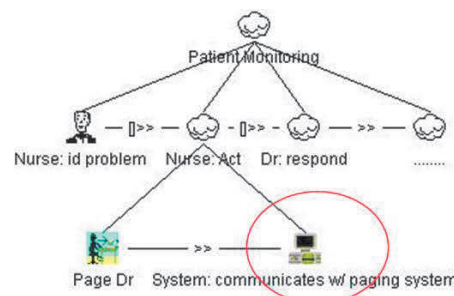 Patient Monitoring
[]>> []>> >>
Nurse: id problem Nurse: Act Dr: respond ........
>>
Page Dr System: communicates w/ paging system